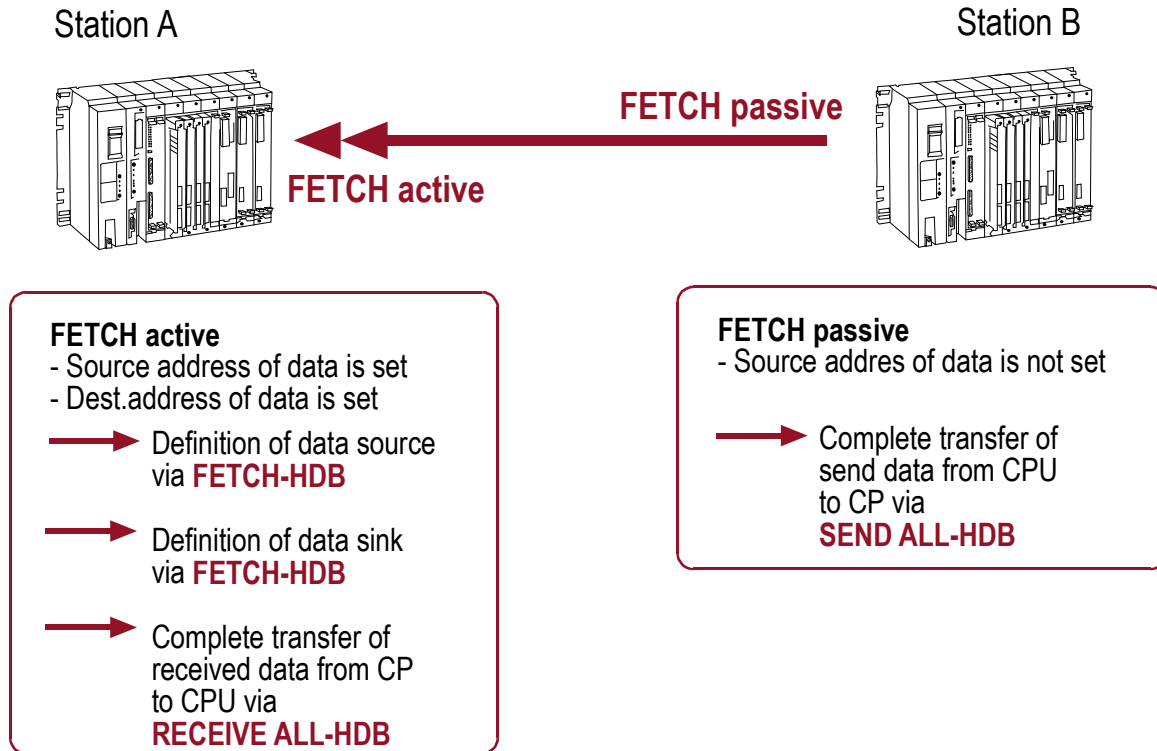 Station A
Station B
FETCH passive
FETCH active
FETCH active
- Source address of data is set
- Dest.address of data is set
Definition of data source
via FETCH-HDB
Definition of data sink
via FETCH-HDB
Complete transfer of
received data from CP
to CPU via
RECEIVE ALL-HDB
FETCH passive
- Source addres of data is not set
Complete transfer of
send data from CPU
to CP via
SEND ALL-HDB